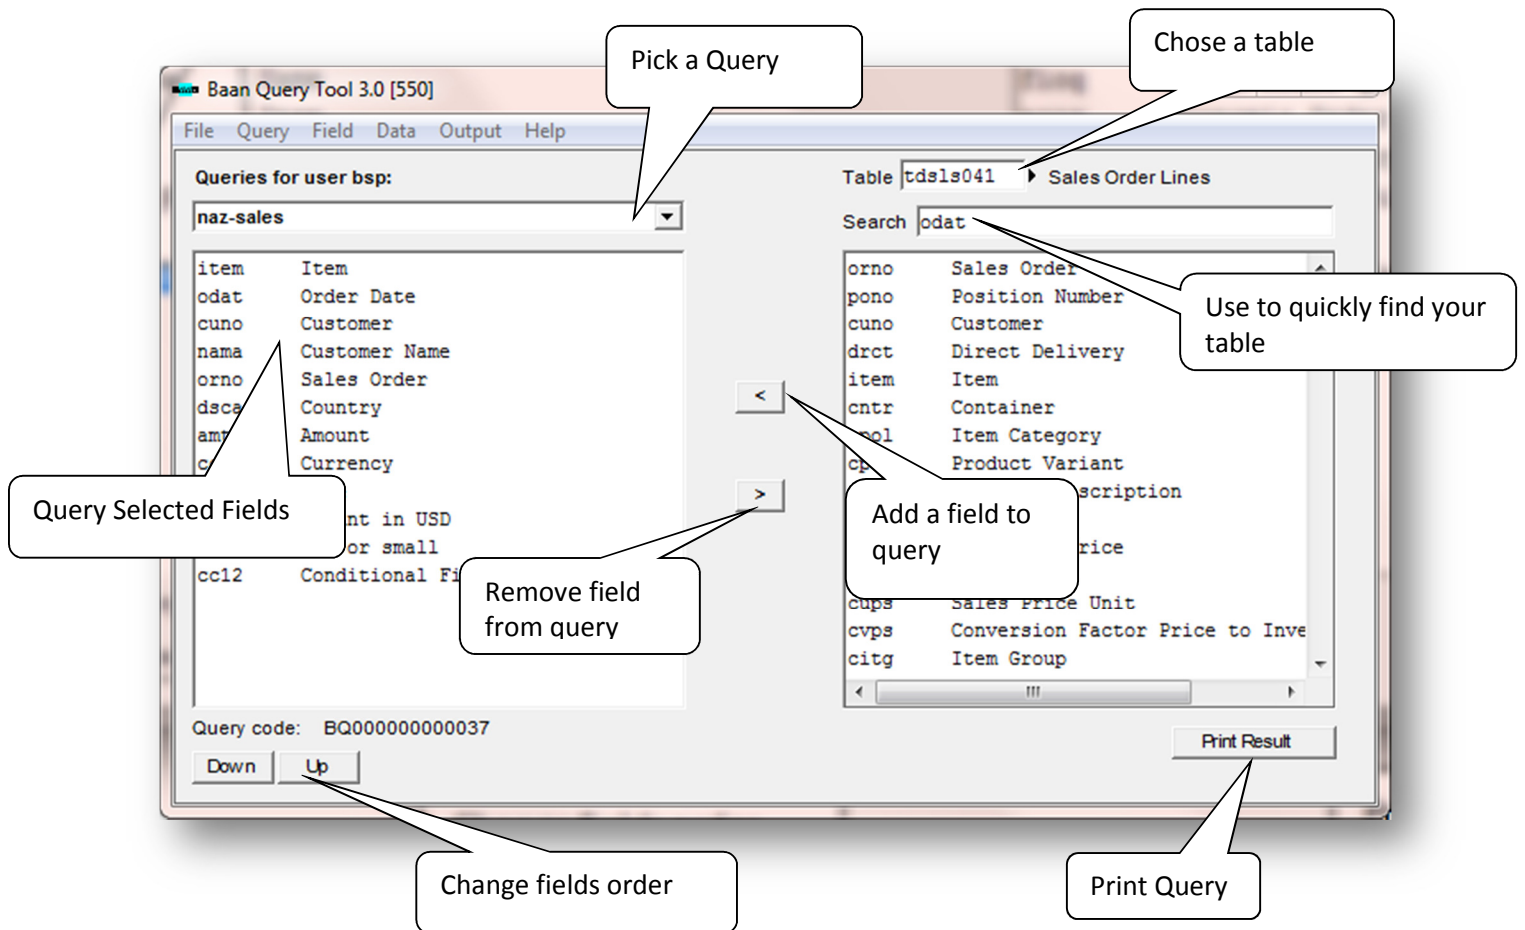 Pick a Query
Chose a table
Baan Query Tool 3.0 [550]
File Query Field Data Output Help
Queries for user bsp:
naz-sales
Table tdsls041 Sales Order Lines
Search odat
item Item
odat Order Date
cuno Customer
nama Customer Name
orno Sales Order
dsca Country
amt Amount
Currency
nt in USD
or small
cc12 Conditional Fi
orno Sales Order
pono Position Number
cuno Customer
drct Direct Delivery
item Item
cntr Container
pol Item Category
cp Product Variant
scription
rice
cups Sales Price Unit
cvps Conversion Factor Price to Inve
citg Item Group
Use to quickly find your
table
<
>
Query Selected Fields
Add a field to
query
Remove field
from query
Query code: BQ000000000037
Down Up
Print Result
Change fields order
Print Query